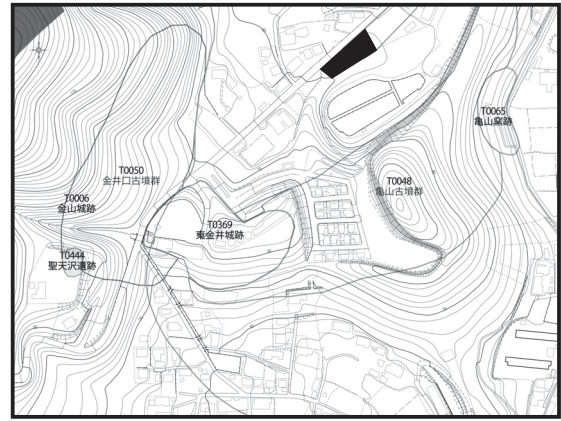 T0065
亀山窯跡
T0050
金井口古墳群
T0048
亀山古墳群
T0006
金山城跡
T0369
東金井城跡
T0444
聖天沢遺跡